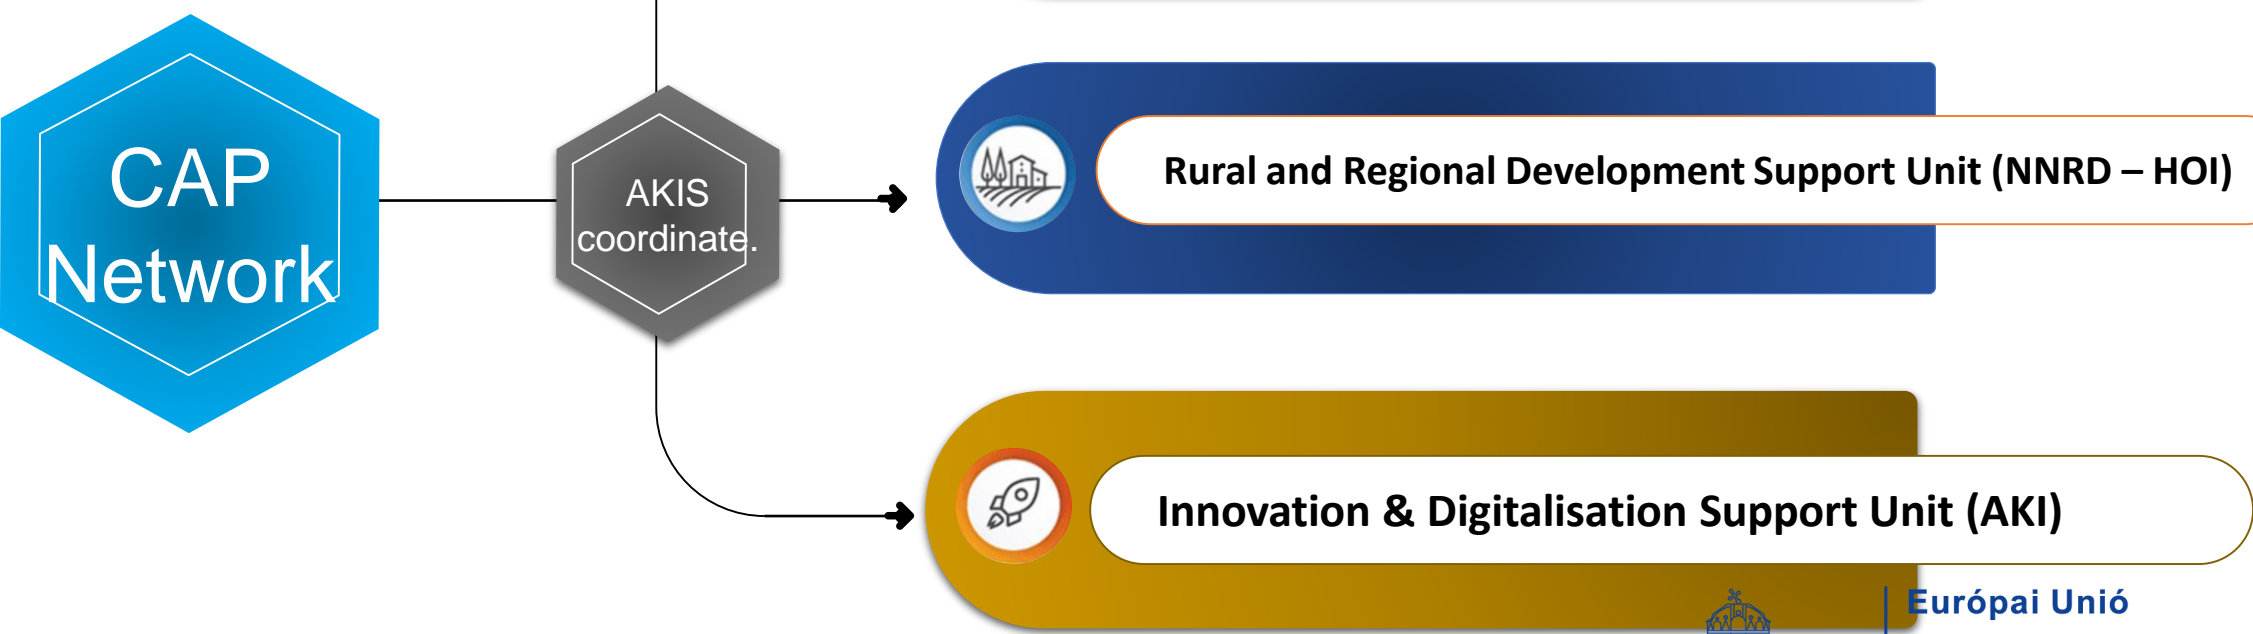 CAP
Network
AKIS
coordinate.
Rural and Regional Development Support Unit (NNRD – HOI)
Innovation & Digitalisation Support Unit (AKI)
Európai Unió